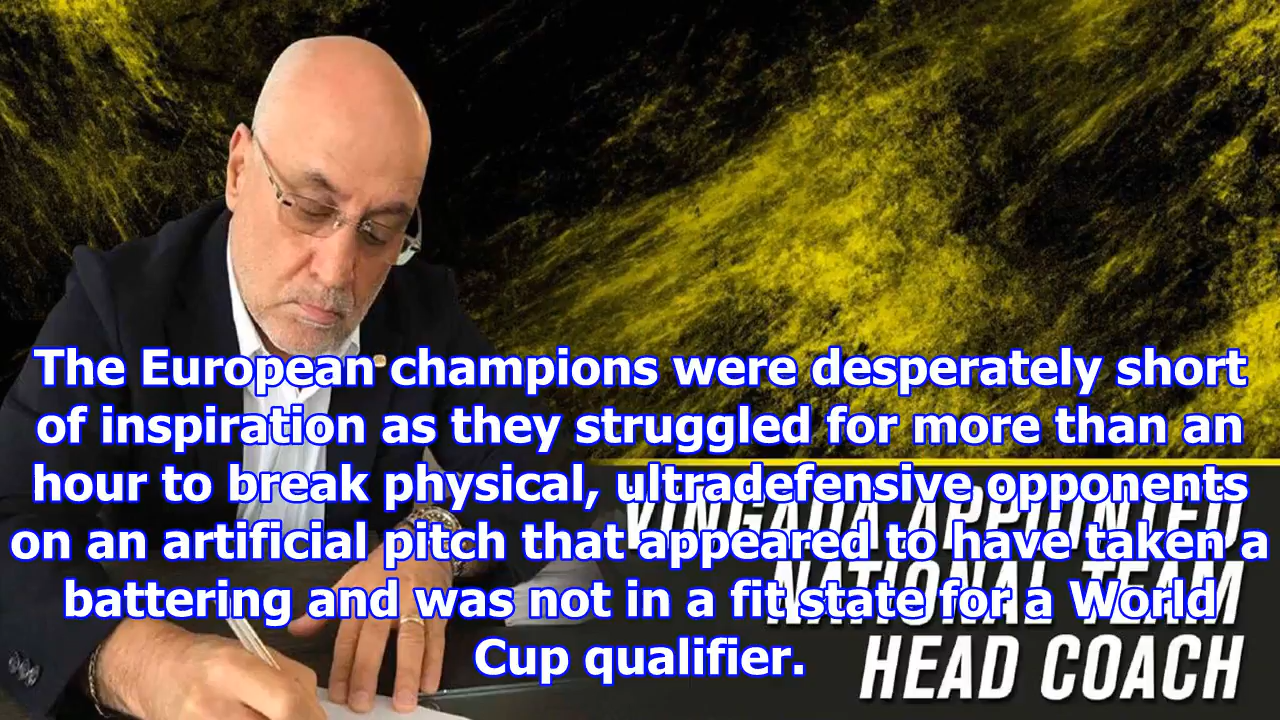 The European champions were desperately short
of inspiration as they struggled for more than an
hour to break physical, ultradefensive opponents
on an artificial pitch that appeared to have taken a
battering and was not in a fit state for a World
Cup qualifier.
VINGADA APPIONTED
NATIONAL TEAM
HEAD COACH